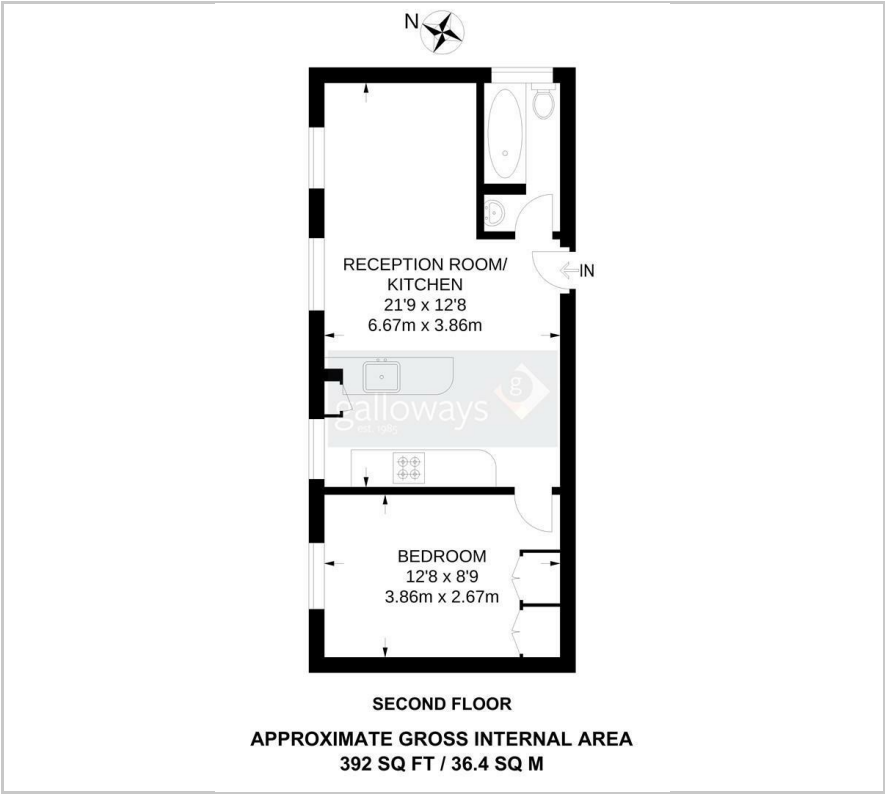 N
RECEPTION ROOM/
KITCHEN
21'9 x 12'8
6.67m x 3.86m
IN
g
galloways
est. 1985
BEDROOM
12'8 x 8'9
3.86m x 2.67m
SECOND FLOOR
APPROXIMATE GROSS INTERNAL AREA
392 SQ FT / 36.4 SQ M